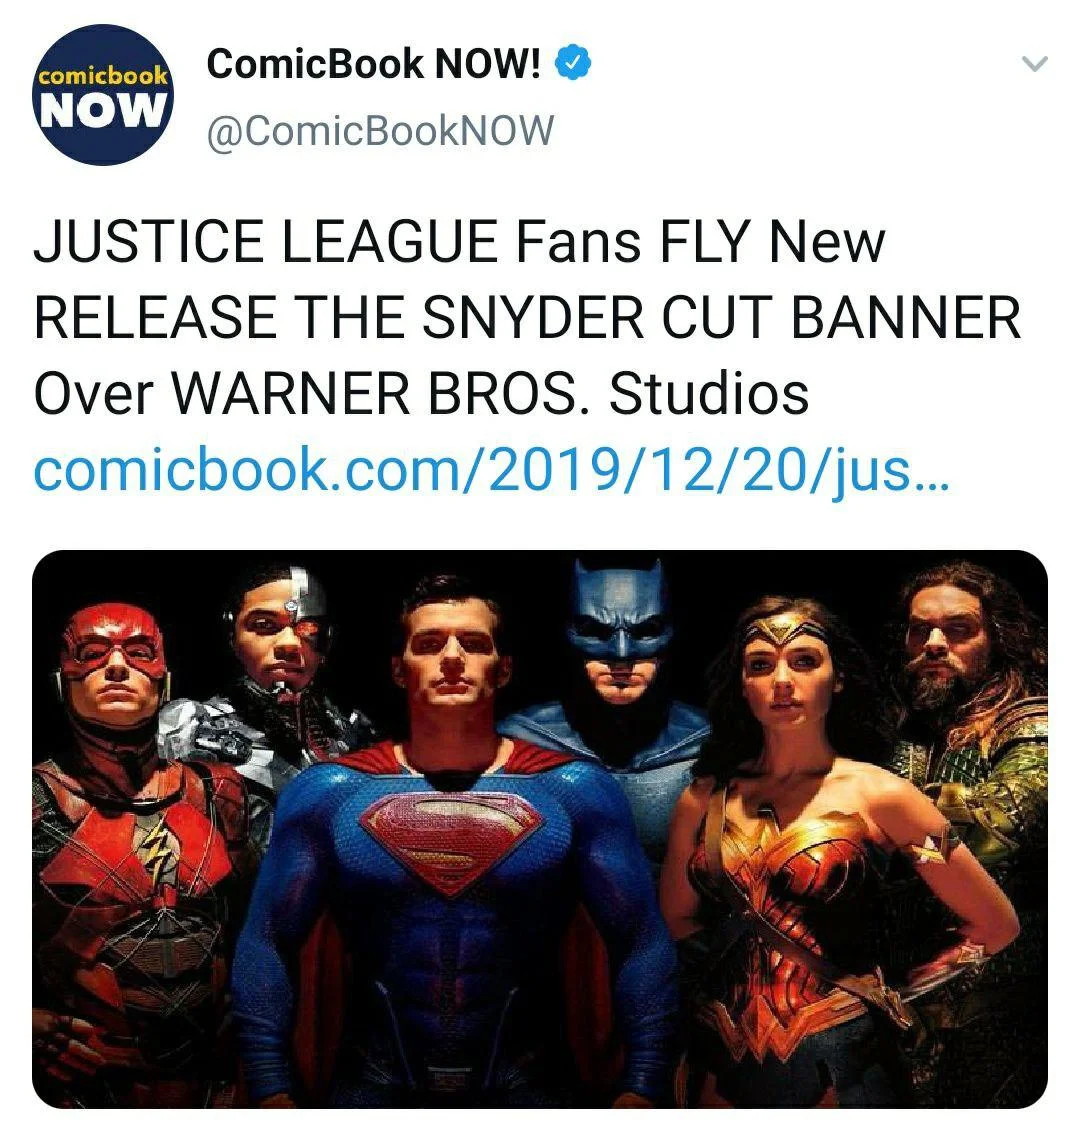 comicbook
NOW
ComicBook NOW!
@ComicBookNOW
JUSTICE LEAGUE Fans FLY New
RELEASE THE SNYDER CUT BANNER
Over WARNER BROS. Studios
comicbook.com/2019/12/20/jus...